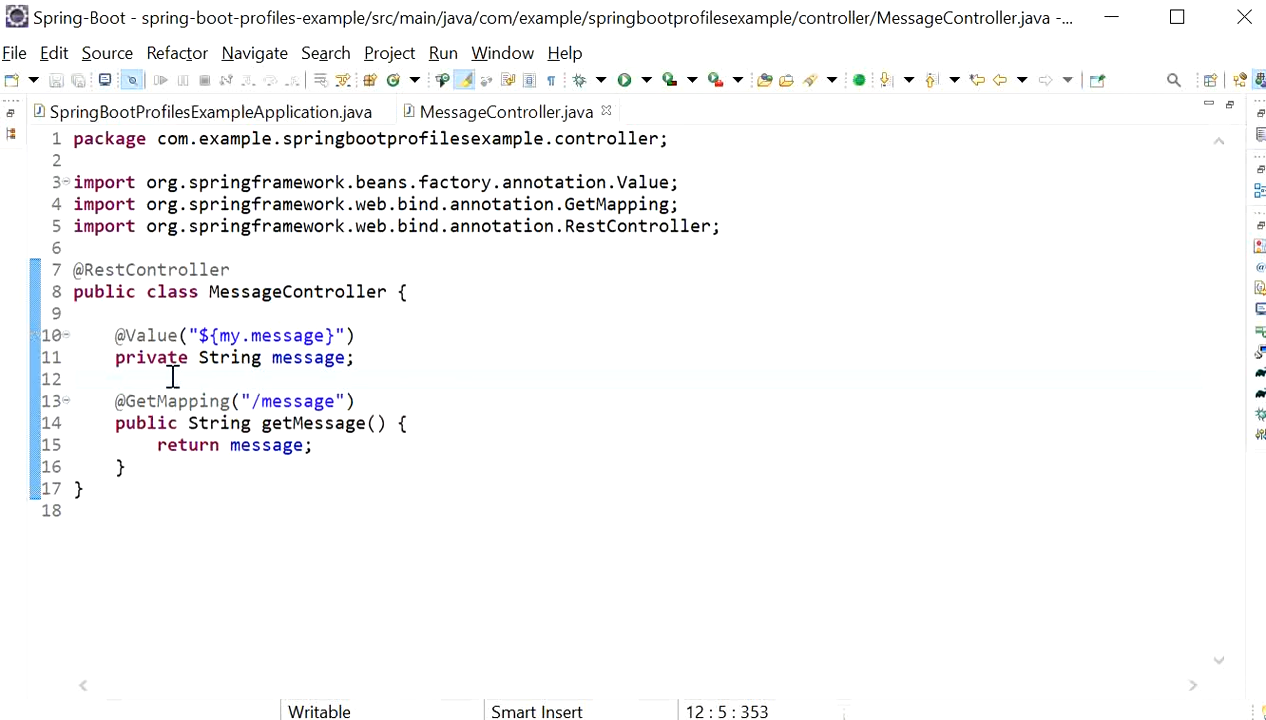 Spring-Boot - spring-boot-profiles-example/src/main/java/com/example/springbootprofilesexample/controller/MessageController.java -...
File Edit Source Refactor Navigate Search Project Run Window Help
SpringBootProfilesExampleApplication.java MessageController.java
1 package com.example.springbootprofilesexample.controller;
2
3 import org.springframework.beans.factory.annotation.Value;
4 import org.springframework.web.bind.annotation.GetMapping;
5 import org.springframework.web.bind.annotation.RestController;
6
7 @RestController
8 public class MessageController {
9
10 @Value("${my.message}")
11 private String message;
12
13 @GetMapping("/message")
14 public String getMessage() {
15 return message;
16 }
17 }
18
Writable Smart Insert 12 : 5 : 353